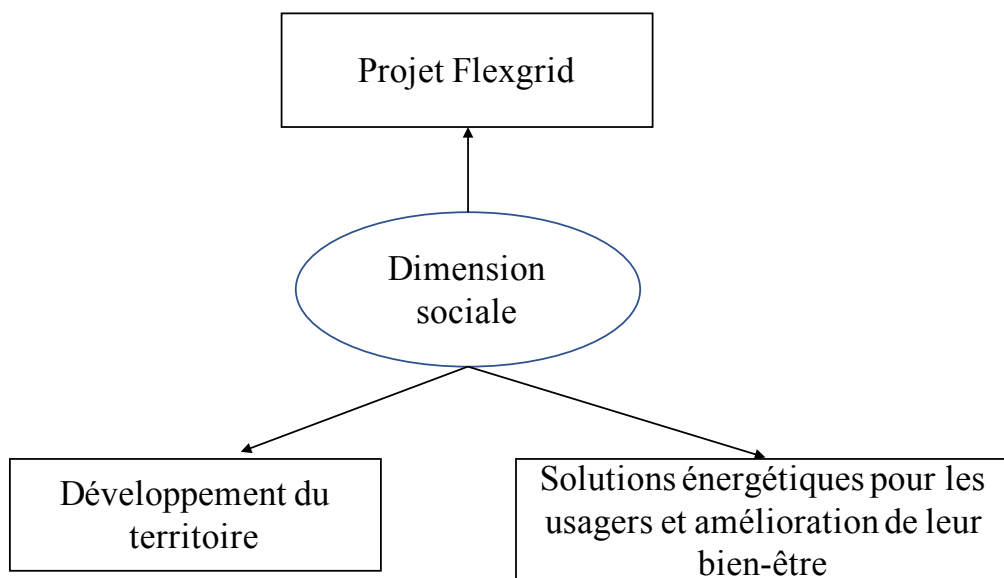 Projet Flexgrid
Dimension
sociale
Développement du
territoire
Solutions énergétiques pour les
usagers et amélioration de leur
bien-être